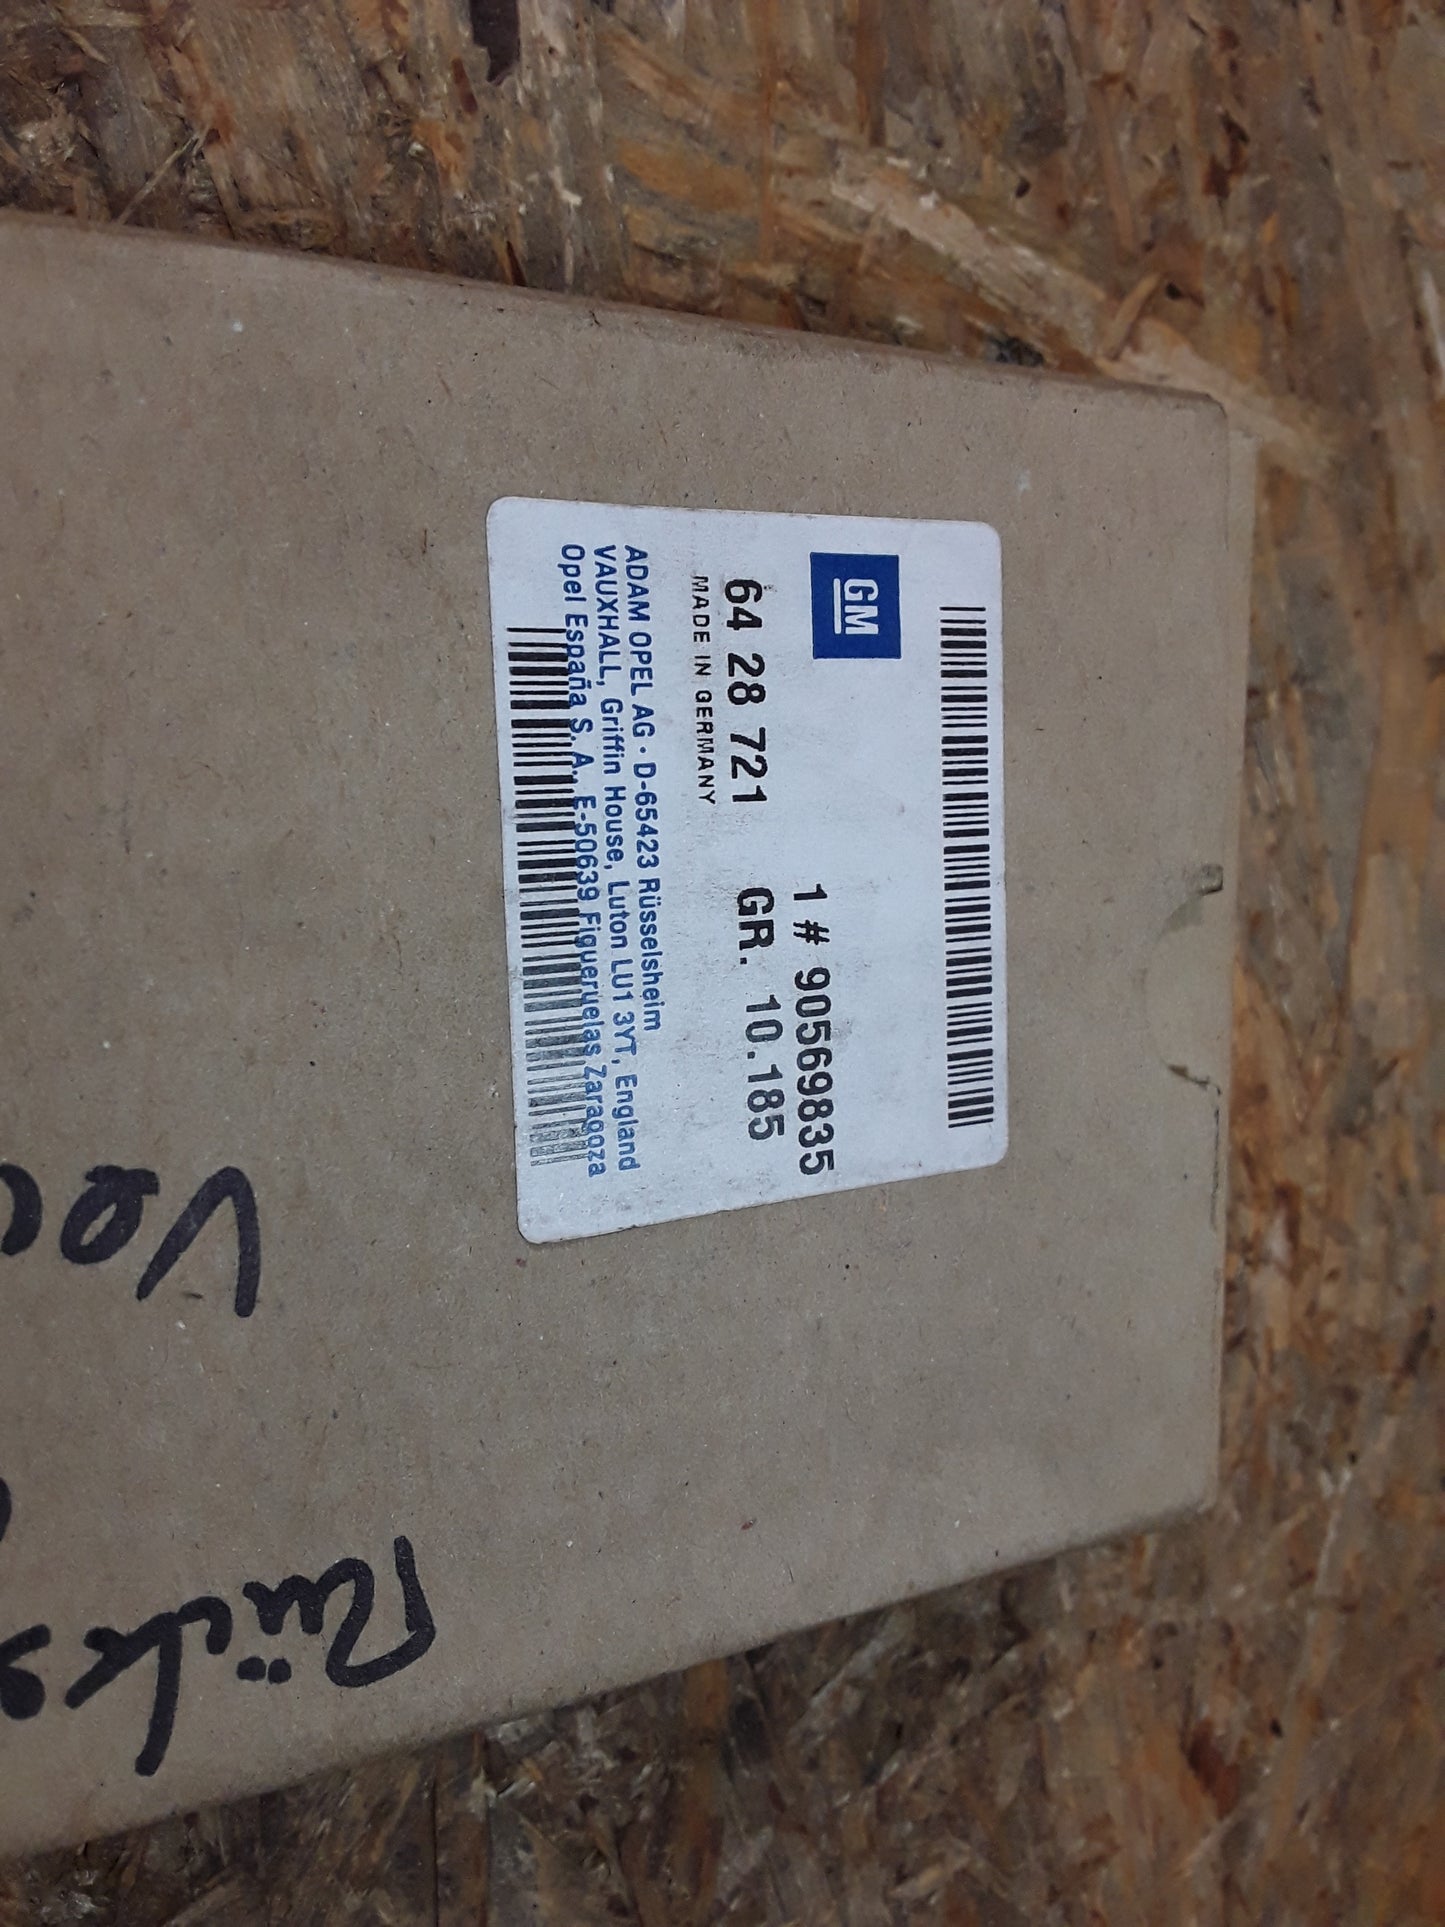 GM
1 # 90569835
64 28 721 GR. 10.185
MADE IN GERMANY
ADAM OPEL AG · D-65423 Rüsselsheim
VAUXHALL, Griffin House, Luton LU1 3YT, England
Opel España S. A., E-50639 Figueruelas Zaragoza